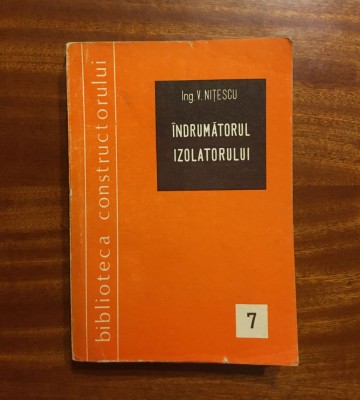 biblioteca constructorului
Ing V. NIȚESCU
ÎNDRUMĂTORUL
IZOLATORULUI
7